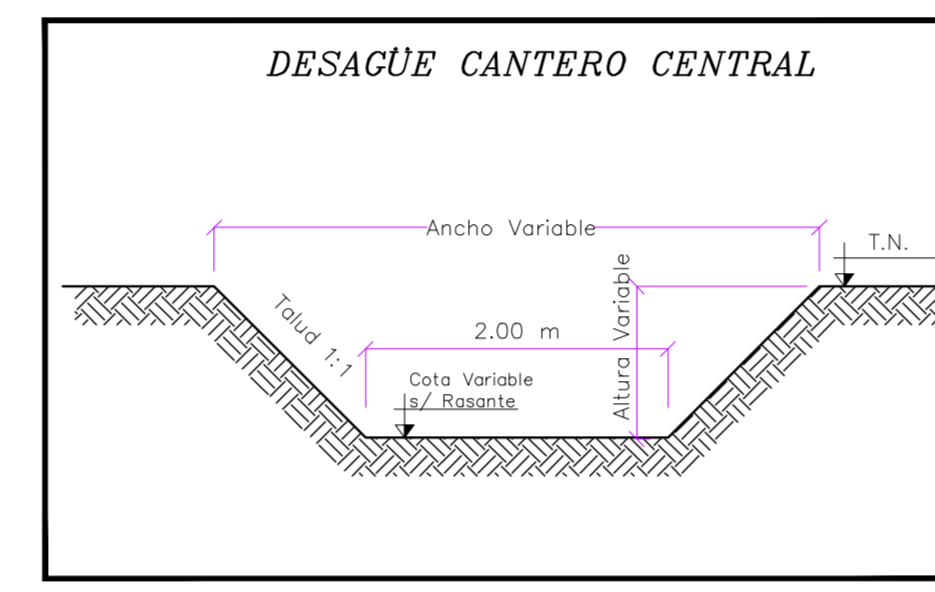 DESAGÜE CANTERO CENTRAL
Ancho Variable
T.N.
Talud 1:1
2.00 m
Altura Variable
Cota Variable
s/ Rasante